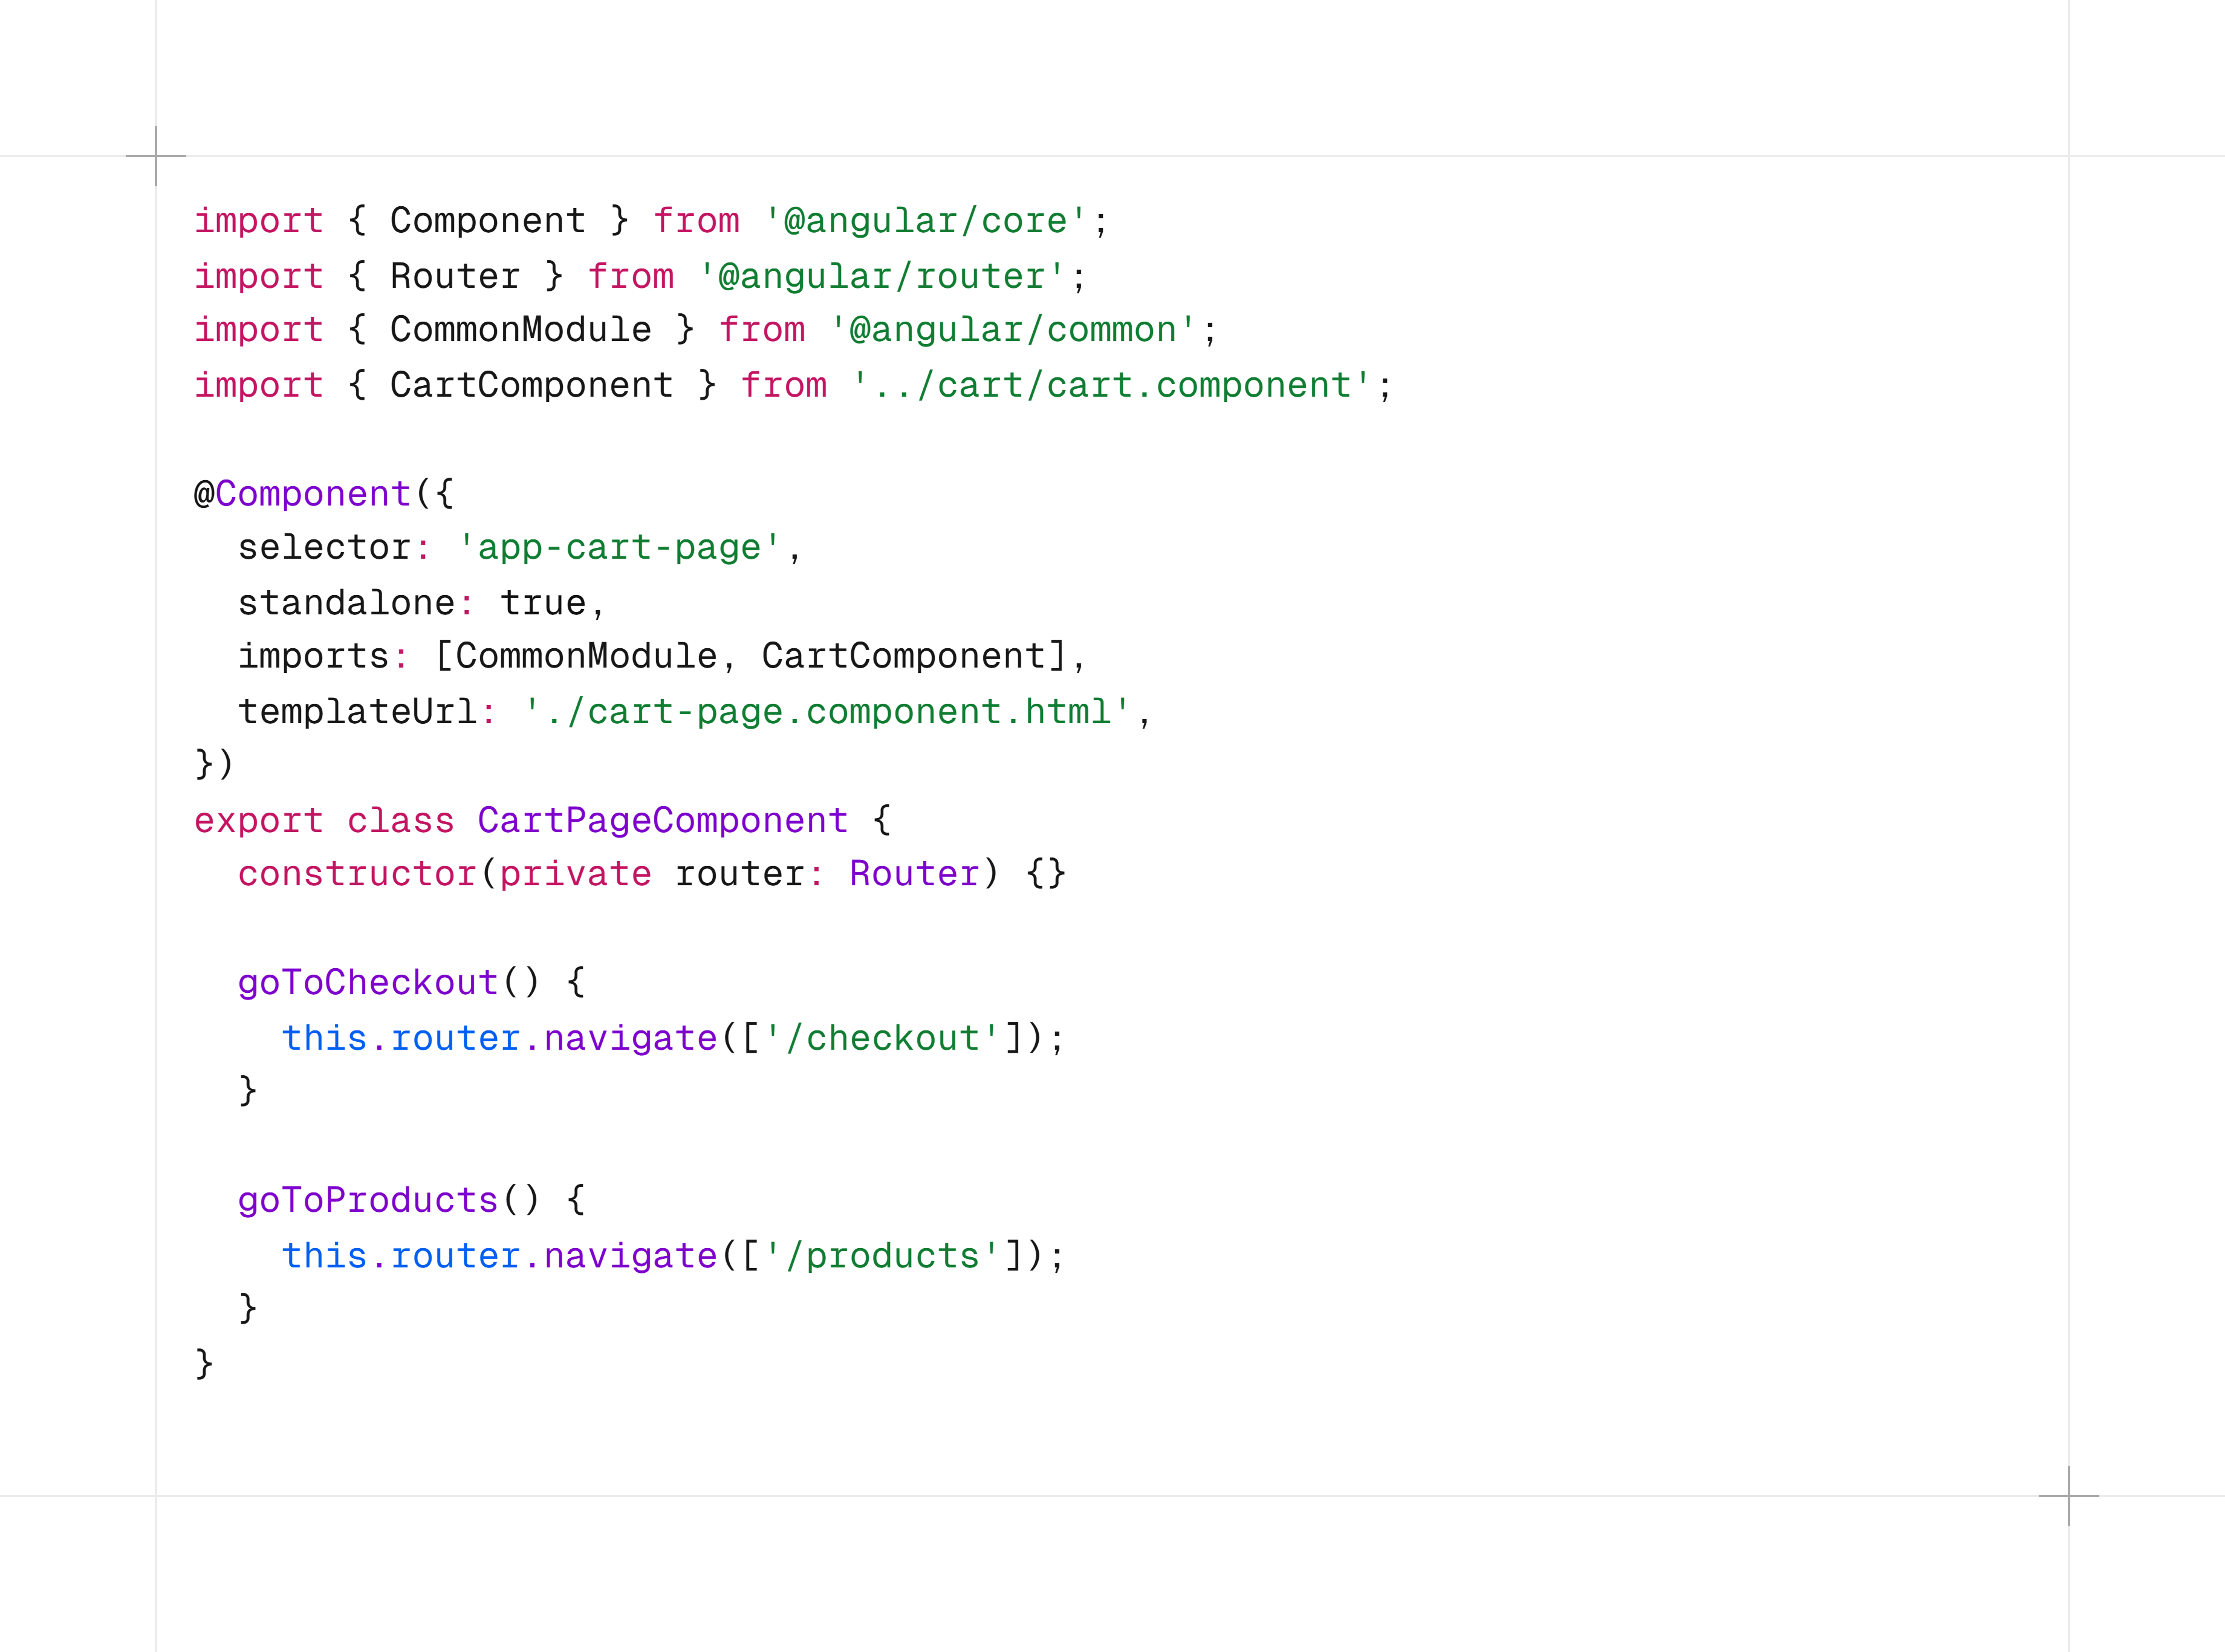 import { Component } from '@angular/core';
import { Router } from '@angular/router';
import { CommonModule } from '@angular/common';
import { CartComponent } from '../cart/cart.component';

@Component({
  selector: 'app-cart-page',
  standalone: true,
  imports: [CommonModule, CartComponent],
  templateUrl: './cart-page.component.html',
})
export class CartPageComponent {
  constructor(private router: Router) {}

  goToCheckout() {
    this.router.navigate(['/checkout']);
  }

  goToProducts() {
    this.router.navigate(['/products']);
  }
}